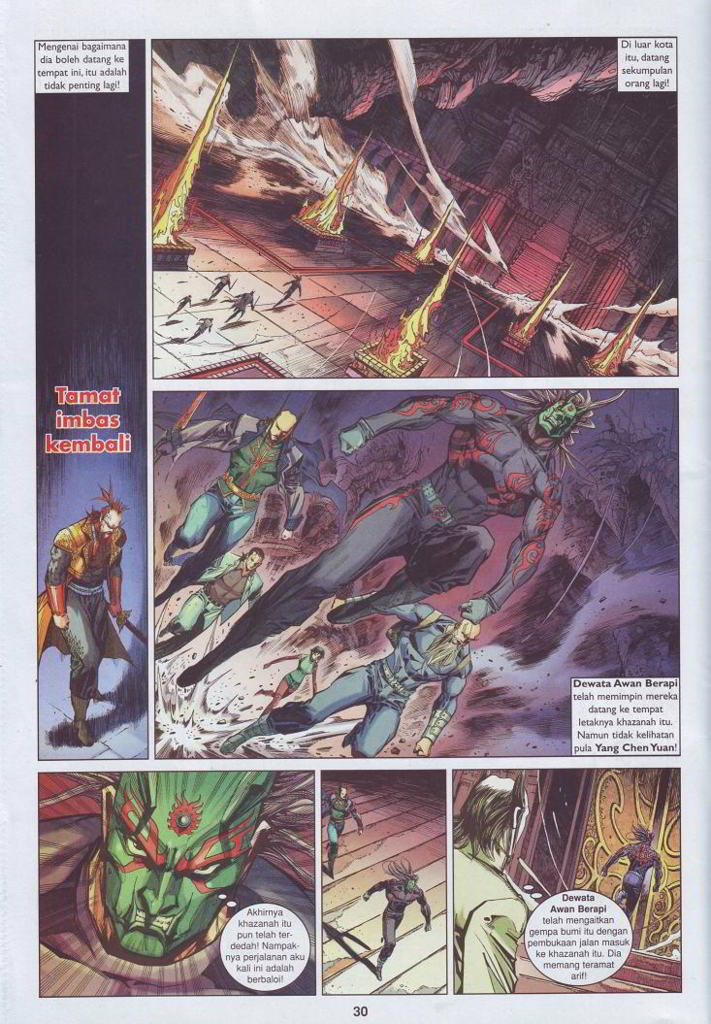 Mengenai bagaimana
dia boleh datang ke
tempat ini, itu adalah
tidak penting lagi!
Di luar kota
itu, datang
sekumpulan
orang lagi!
Tamat
imbas
kembali
Dewata Awan Berapi
telah memimpin mereka
datang ke tempat
letaknya khazanah itu.
Namun tidak kelihatan
pula Yang Chen Yuan!
Akhirnya
khazanah itu
pun telah ter-
dedah! Nampak-
nya perjalanan aku
kali ini adalah
berbaloi!
Dewata
Awan Berapi
telah mengaitkan
gempa bumi itu dengan
pembukaan jalan masuk
ke khazanah itu. Dia
memang teramat
arif!
30